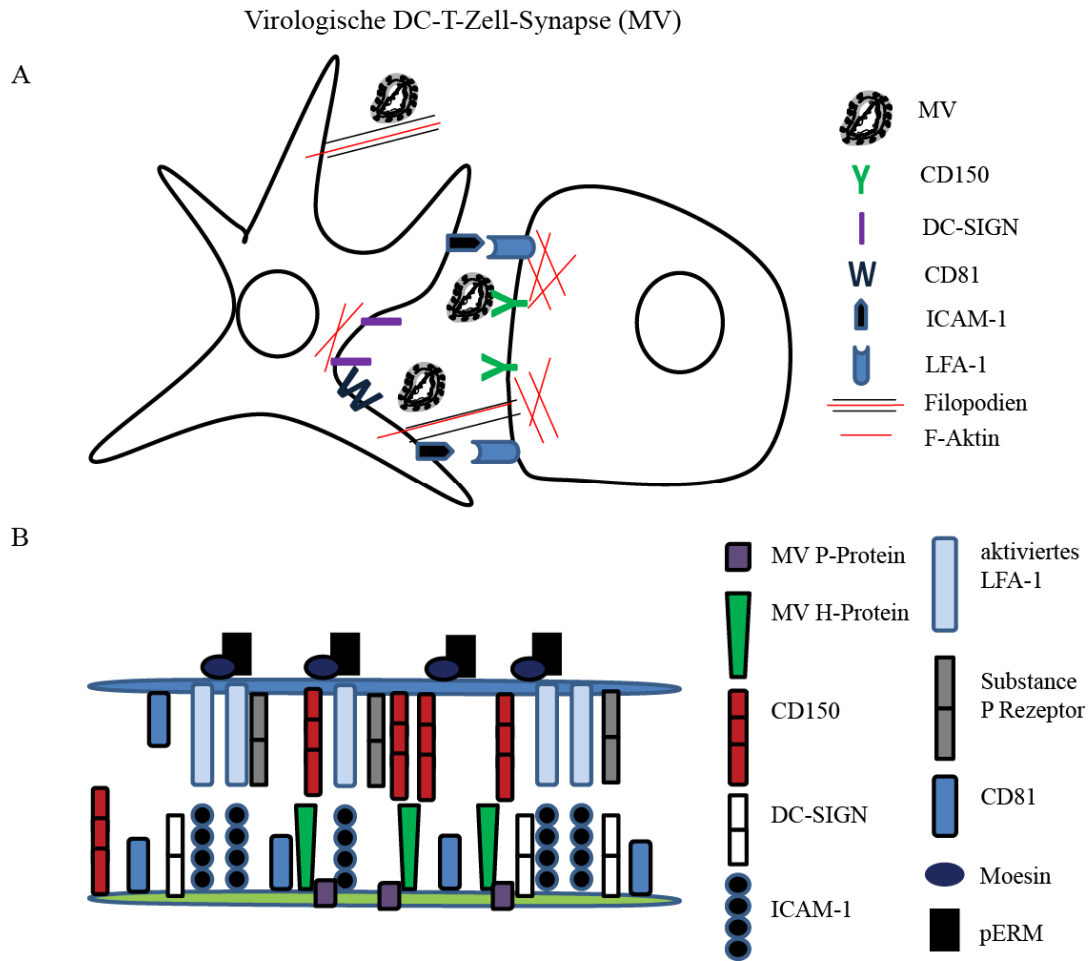 Virologische DC-T-Zell-Synapse (MV)
A
MV
CD150
DC-SIGN
CD81
ICAM-1
LFA-1
Filopodien
F-Aktin
B
MV P-Protein
MV H-Protein
CD150
DC-SIGN
ICAM-1
aktiviertes
LFA-1
Substance
P Rezeptor
CD81
Moesin
pERM